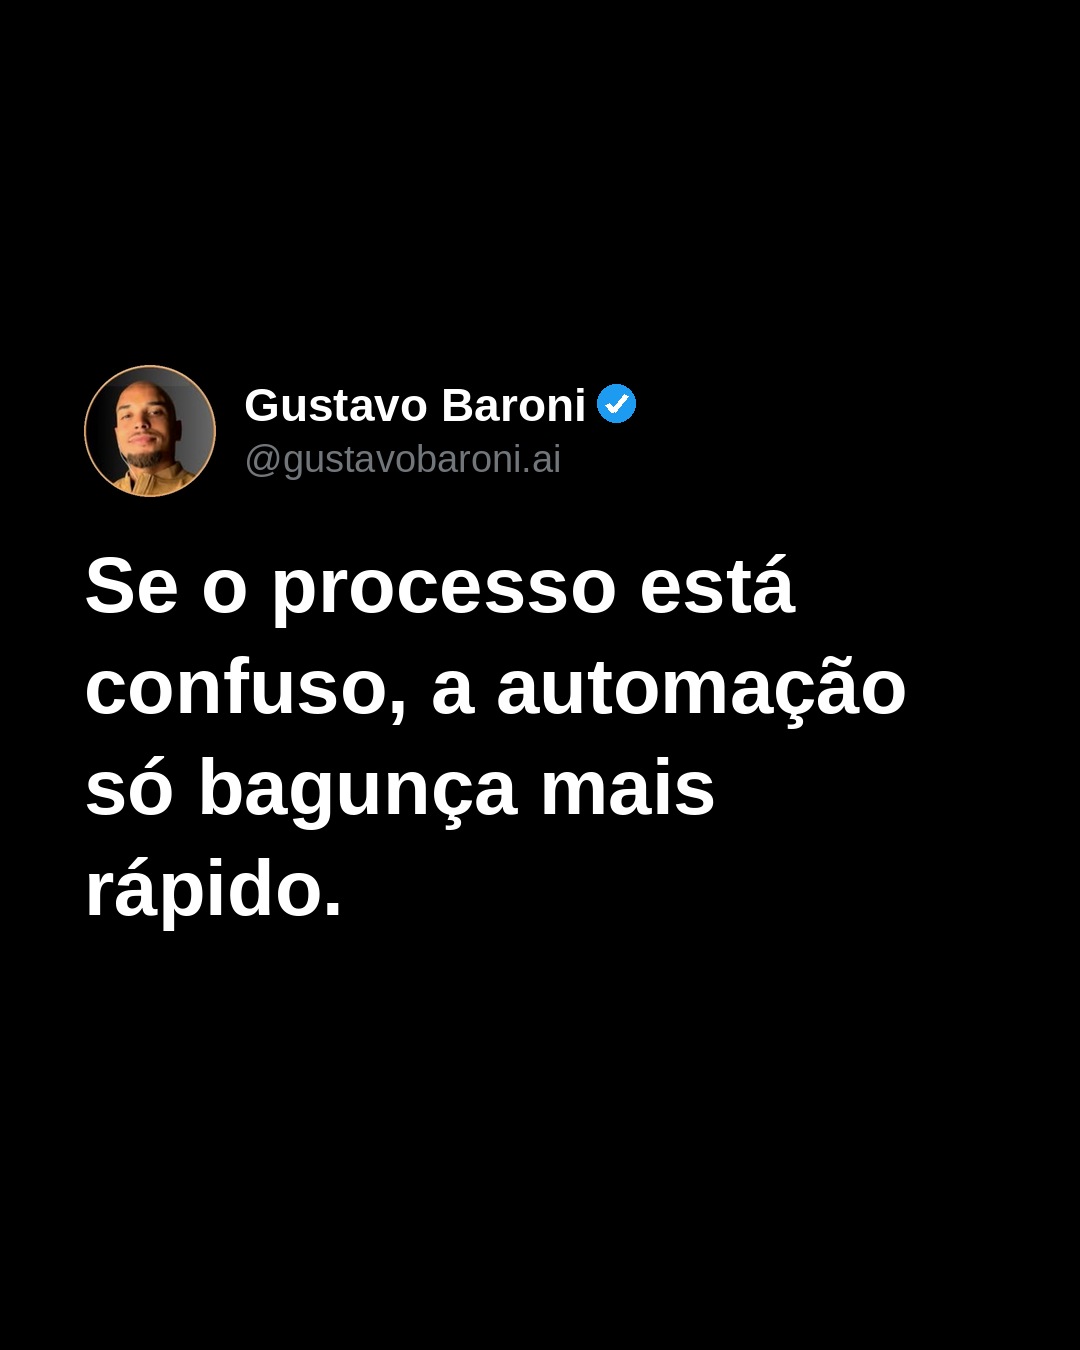 Gustavo Baroni
@gustavobaroni.ai
Se o processo está
confuso, a automação
só bagunça mais
rápido.